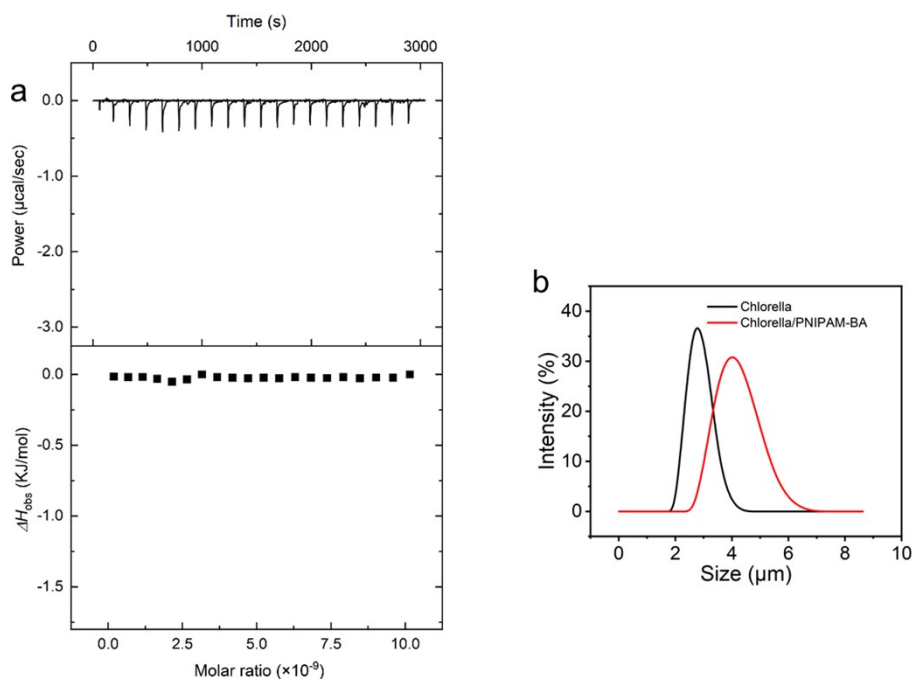 Time (s)
0 1000 2000 3000
a
0.0
-1.0
-2.0
-3.0
Power (μcal/sec)
0.0
-0.5
-1.0
-1.5
ΔHobs (KJ/mol)
0.0 2.5 5.0 7.5 10.0
Molar ratio (×10⁻⁹)
b
Chlorella
Chlorella/PNIPAM-BA
40
30
20
10
0
Intensity (%)
0 2 4 6 8 10
Size (μm)